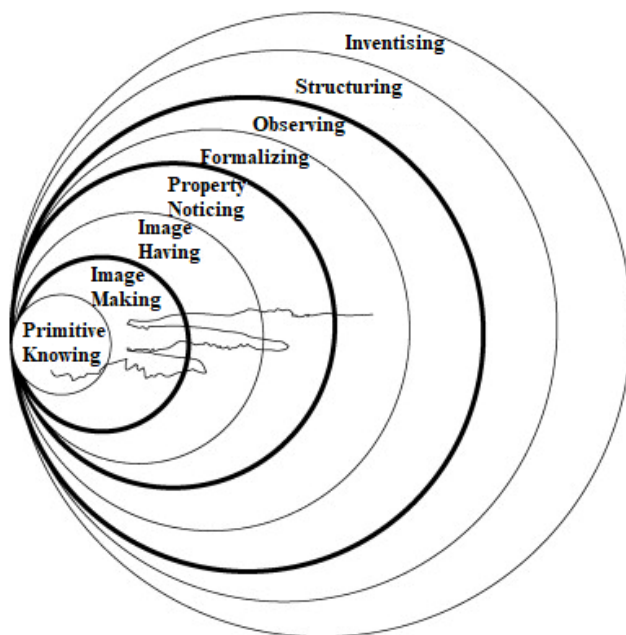 Inventising
Structuring
Observing
Formalizing
Property
Noticing
Image
Having
Image
Making
Primitive
Knowing